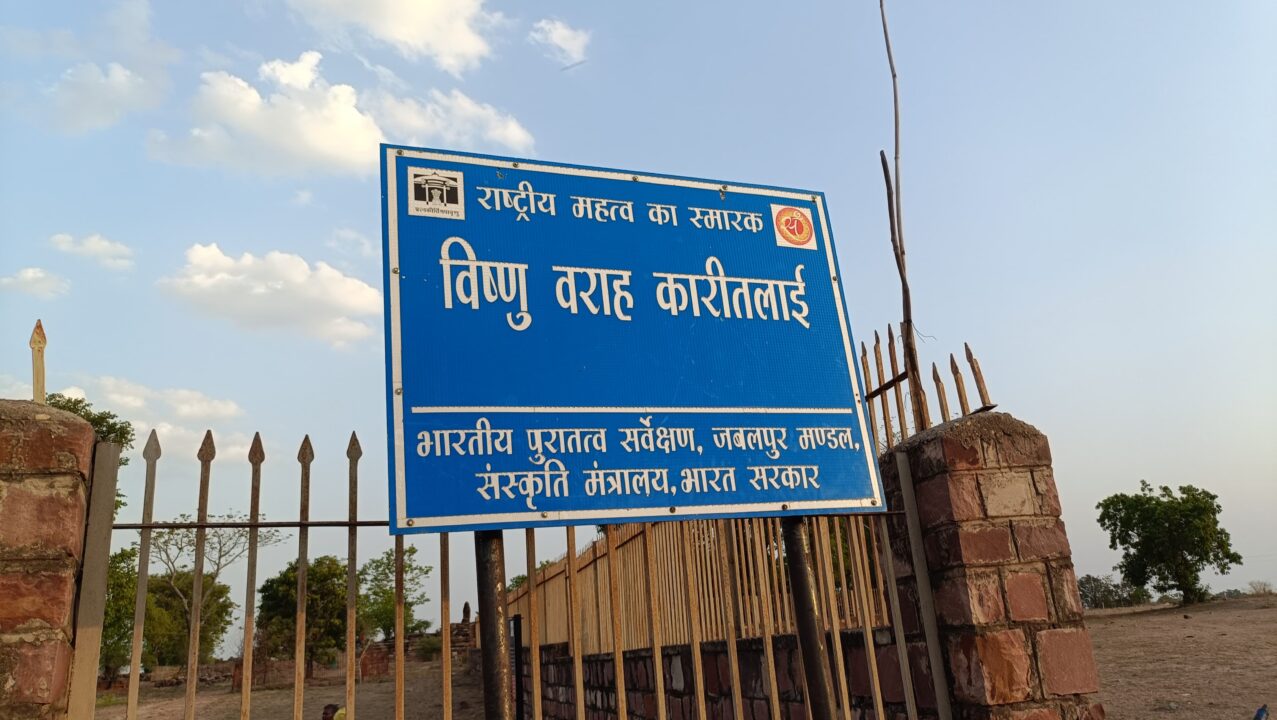 राष्ट्रीय महत्व का स्मारक
विष्णु वराह कारीतलाई
भारतीय पुरातत्व सर्वेक्षण, जबलपुर मण्डल,
संस्कृति मंत्रालय, भारत सरकार